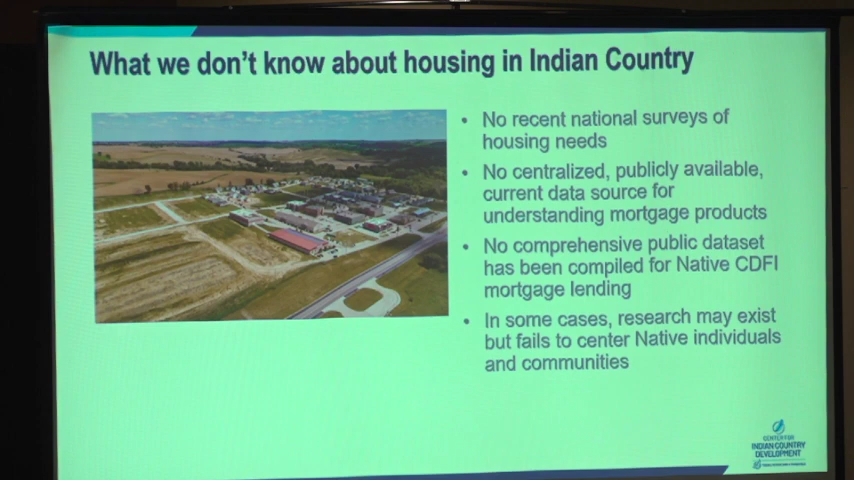 What we don't know about housing in Indian Country
• No recent national surveys of
housing needs
• No centralized, publicly available,
current data source for
understanding mortgage products
• No comprehensive public dataset
has been compiled for Native CDFI
mortgage lending
• In some cases, research may exist
but fails to center Native individuals
and communities
CENTER FOR
INDIAN COUNTRY
DEVELOPMENT